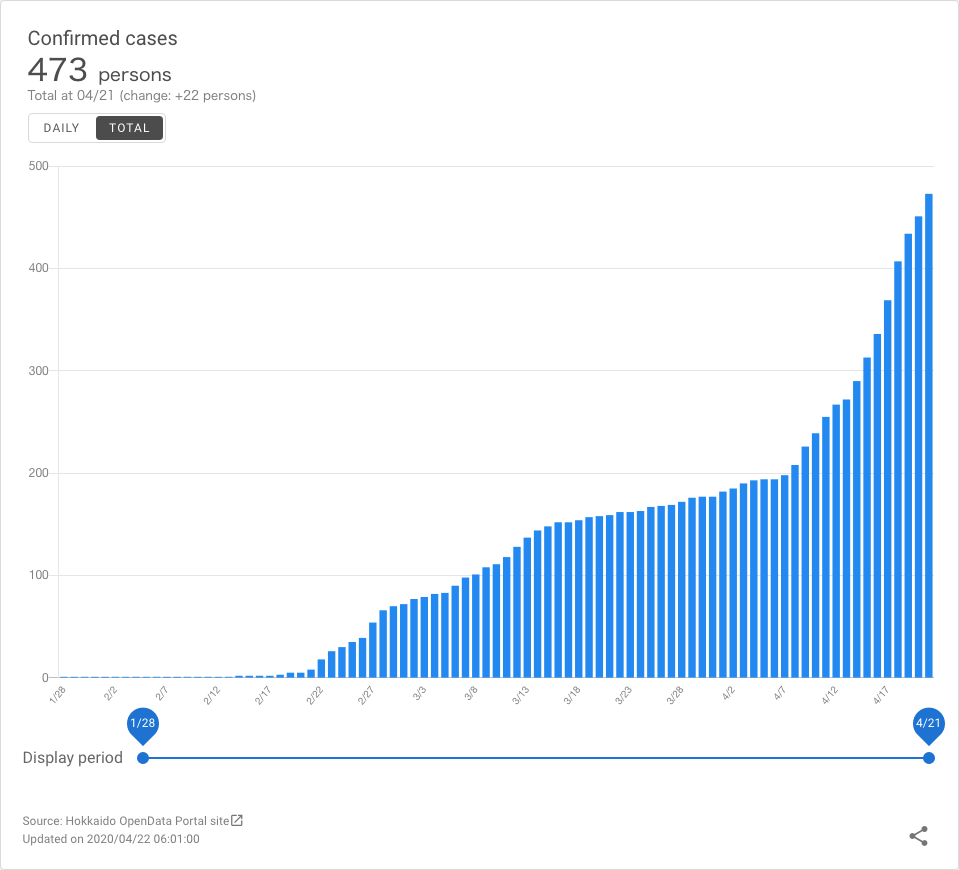 Confirmed cases
473 persons
Total at 04/21 (change: +22 persons)
DAILY TOTAL
500
400
300
200
100
0
1/28 2/2 2/7 2/12 2/17 2/22 2/27 3/3 3/8 3/13 3/18 3/23 3/28 4/2 4/7 4/12 4/17
1/28 4/21
Display period
Source: Hokkaido OpenData Portal site
Updated on 2020/04/22 06:01:00